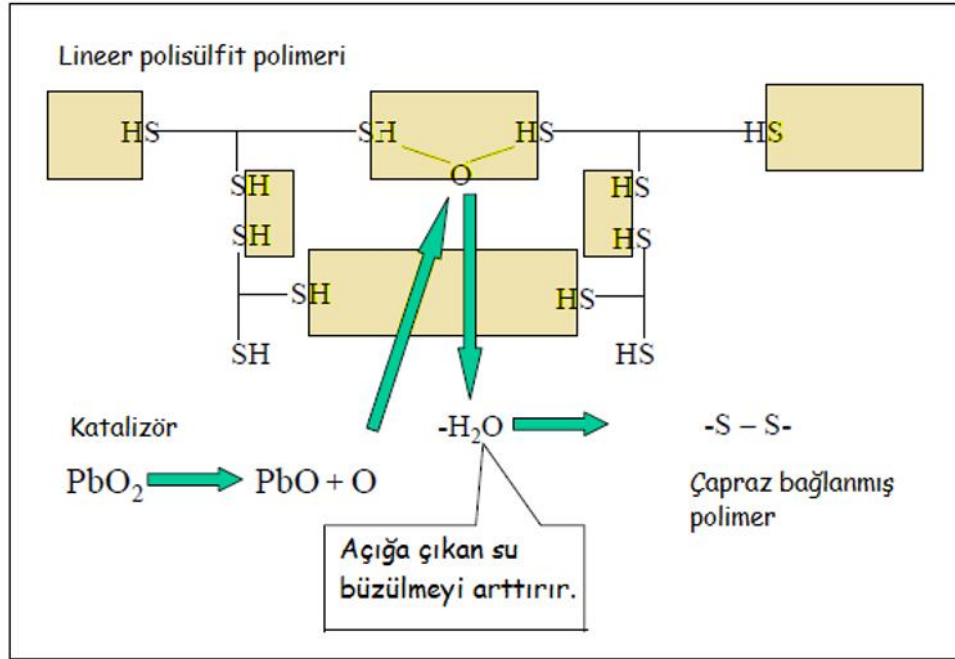 Lineer polisülfit polimeri
HS SH HS HS
O
SH HS
SH HS
SH HS
SH HS
Katalizör
-H₂O
-S – S-
PbO₂ PbO + O
Çapraz bağlanmış
polimer
Açığa çıkan su
büzülmeyi arttırır.